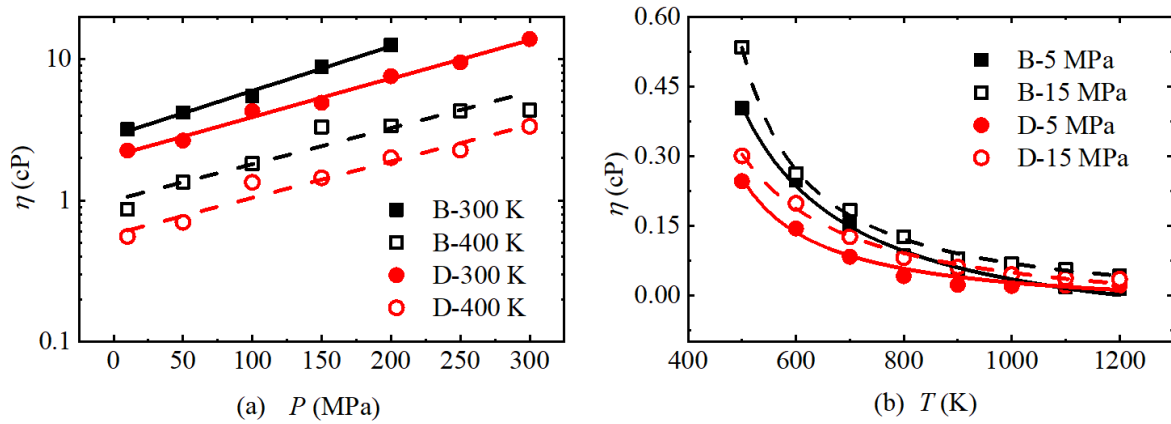 10
1
0.1
η (cP)
B-300 K
B-400 K
D-300 K
D-400 K
0 50 100 150 200 250 300
(a) P (MPa)
0.60
0.45
0.30
0.15
0.00
η (cP)
B-5 MPa
B-15 MPa
D-5 MPa
D-15 MPa
400 600 800 1000 1200
(b) T (K)